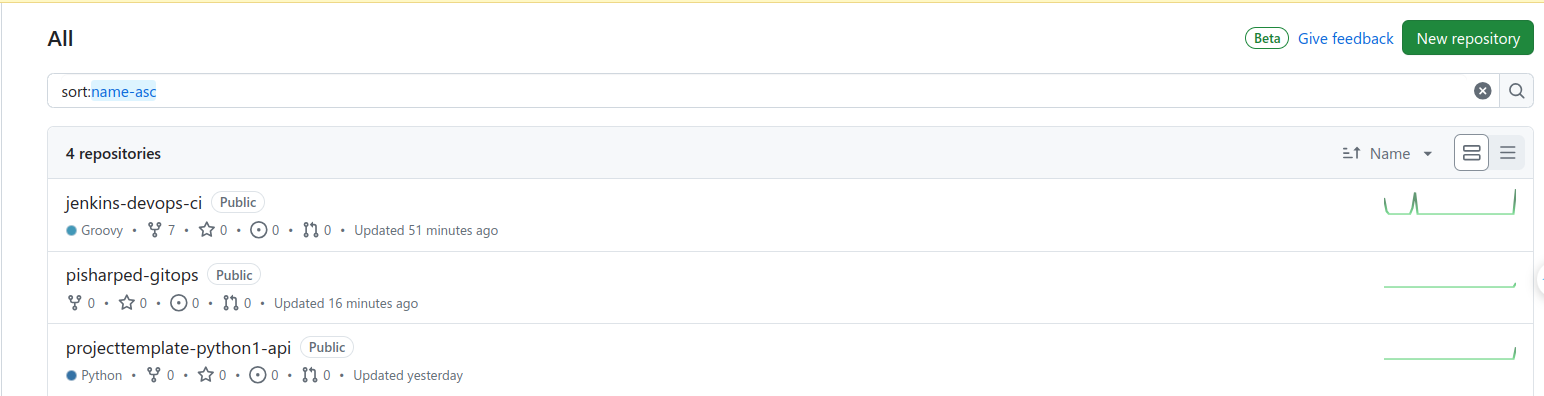 All
Beta Give feedback New repository
sort:name-asc
4 repositories Name
jenkins-devops-ci Public
Groovy • 7 • 0 • 0 • 0 • Updated 51 minutes ago
pisharped-gitops Public
0 • 0 • 0 • 0 • Updated 16 minutes ago
projecttemplate-python1-api Public
Python • 0 • 0 • 0 • 0 • Updated yesterday